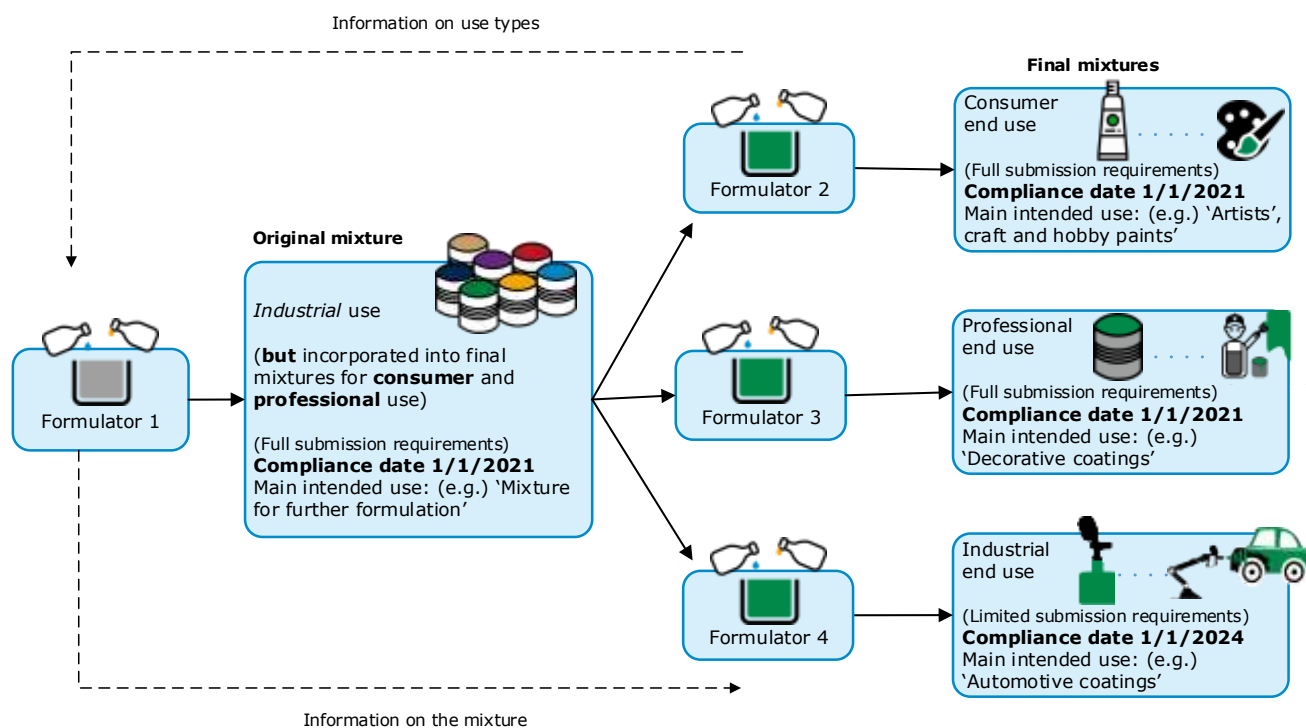 Information on use types
Final mixtures
Consumer
end use
(Full submission requirements)
Compliance date 1/1/2021
Main intended use: (e.g.) ‘Artists’,
craft and hobby paints’
Formulator 2
Original mixture
Industrial use
(but incorporated into final
mixtures for consumer and
professional use)
(Full submission requirements)
Compliance date 1/1/2021
Main intended use: (e.g.) ‘Mixture
for further formulation’
Formulator 1
Formulator 3
Professional
end use
(Full submission requirements)
Compliance date 1/1/2021
Main intended use: (e.g.)
‘Decorative coatings’
Formulator 4
Industrial
end use
(Limited submission requirements)
Compliance date 1/1/2024
Main intended use: (e.g.)
‘Automotive coatings’
Information on the mixture